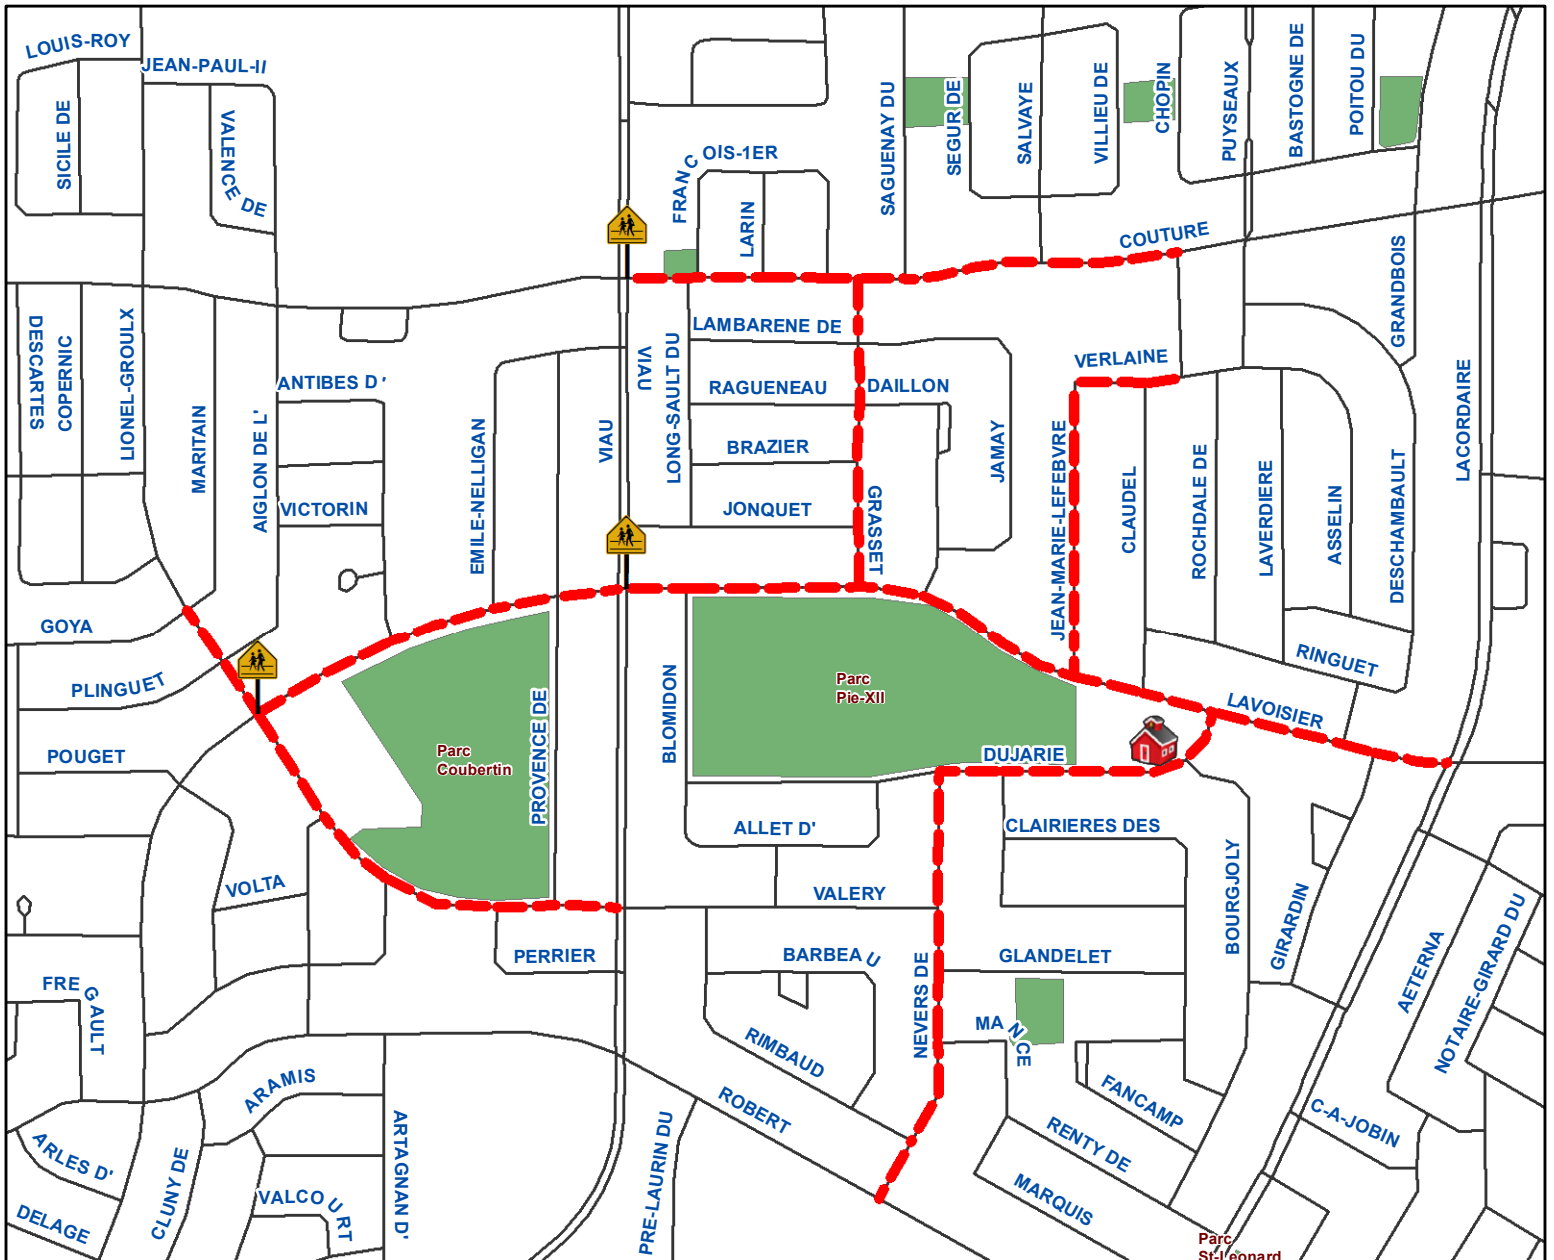 LOUIS-ROY
JEAN-PAUL-II
SICILE DE
VALENCE DE
FRANCOIS-1ER
LARIN
SAGUENAY DU
SEGUR DE
SALVAYE
VILLIEU DE
CHOPIN
PUYSEAUX
BASTOGNE DE
POITOU DU
COUTURE
GRANDBOIS
DESCARTES
COPERNIC
LIONEL-GROULX
MARITAIN
AIGLON DE L'
ANTIBES D'
VICTORIN
EMILE-NELLIGAN
VIAU
VIAU
LONG-SAULT DU
LAMBARENE DE
RAGUENEAU
DAILLON
BRAZIER
JONQUET
GRASSET
JAMAY
VERLAINE
JEAN-MARIE-LEFEBVRE
CLAUDEL
ROCHDALE DE
LAVERDIERE
ASSELIN
DESCHAMBAULT
LACORDAIRE
GOYA
PLINGUET
POUGET
Parc
Coubertin
PROVENCE DE
BLOMIDON
Parc
Pie-XII
RINGUET
LAVOISIER
DUJARIE
ALLET D'
CLAIRIERES DES
VOLTA
VALERY
BOURGJOLY
GIRARDIN
PERRIER
BARBEAU
NEVERS DE
GLANDELET
AETERNA
NOTAIRE-GIRARD DU
FREGAULT
RIMBAUD
MANCE
ARAMIS
ROBERT
FANCAMP
C-A-JOBIN
ARLES D'
CLUNY DE
ARTAGNAN D'
PRE-LAURIN DU
RENTY DE
MARQUIS
DELAGE
VALCOURT
Parc
St-Leonard